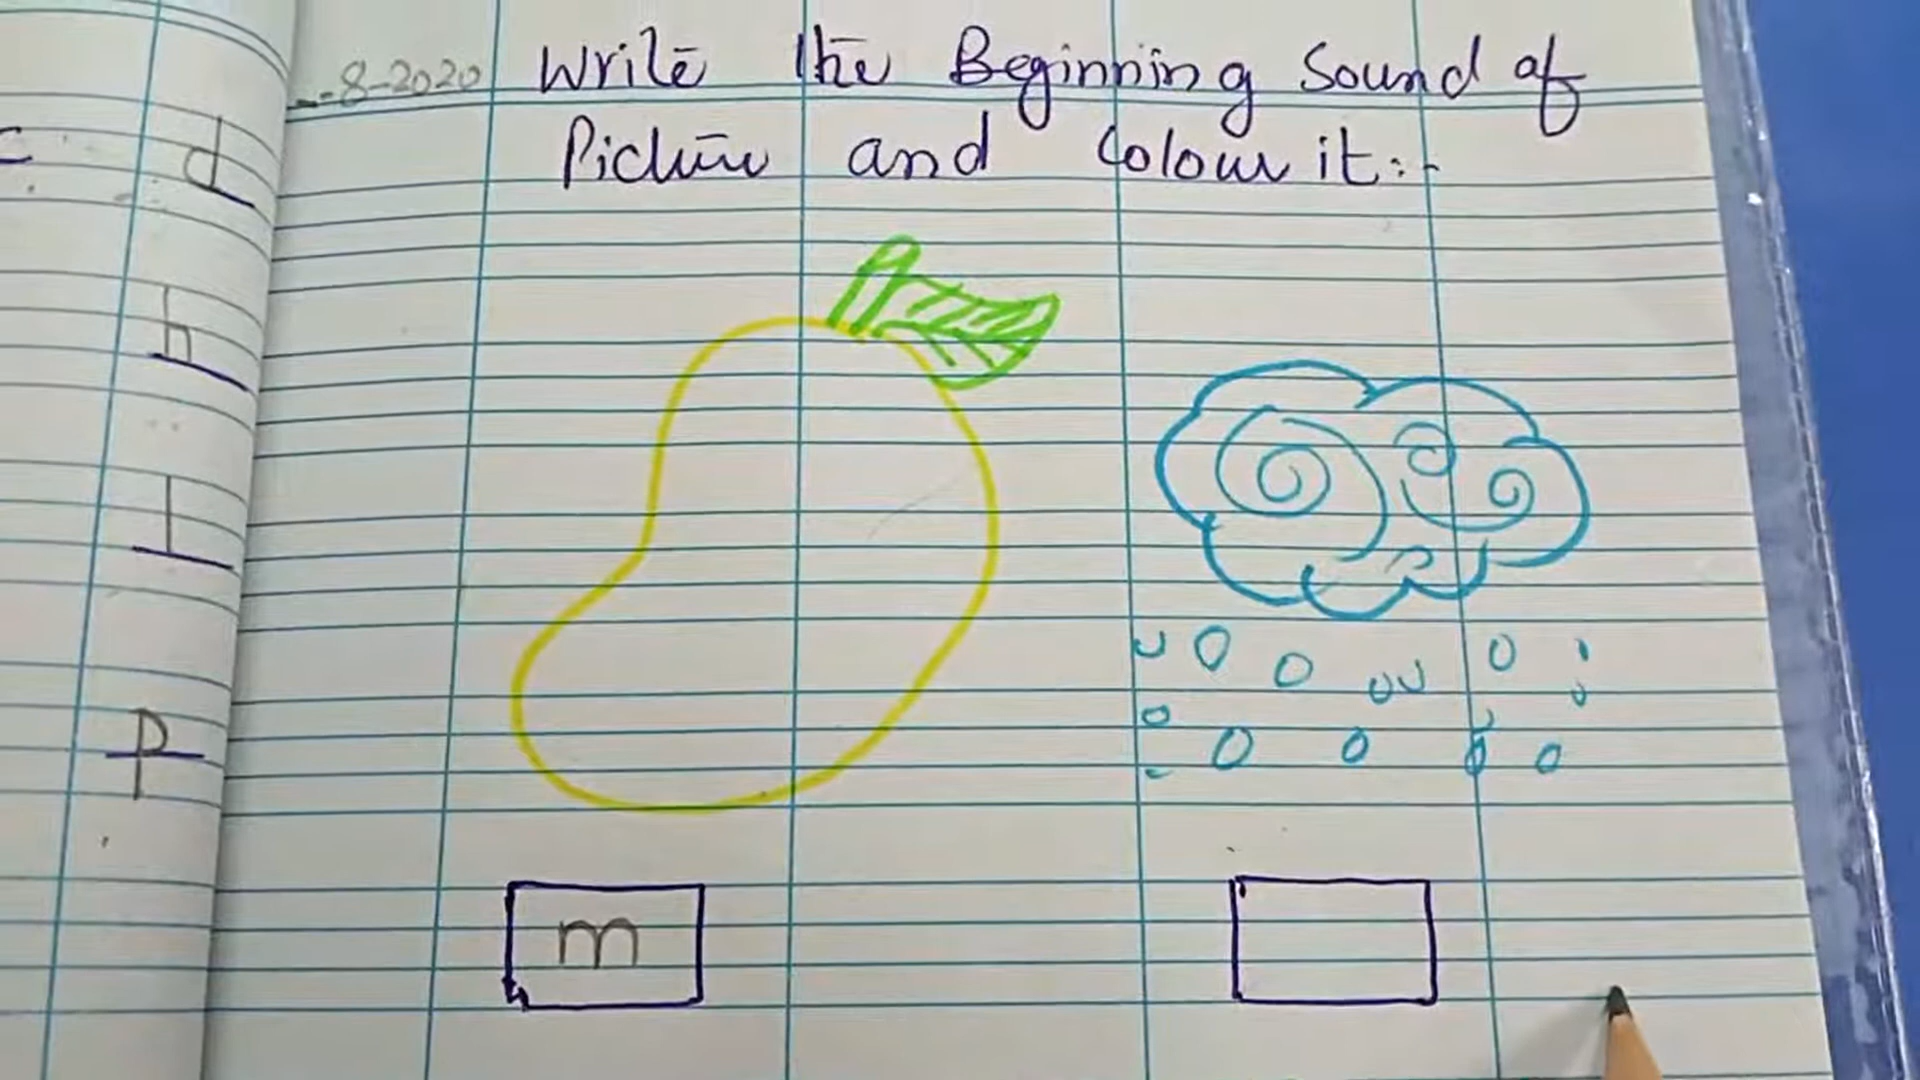 -8-2020 Write the Beginning Sound of
Picture and Colour it:-
d
h
l
p
m